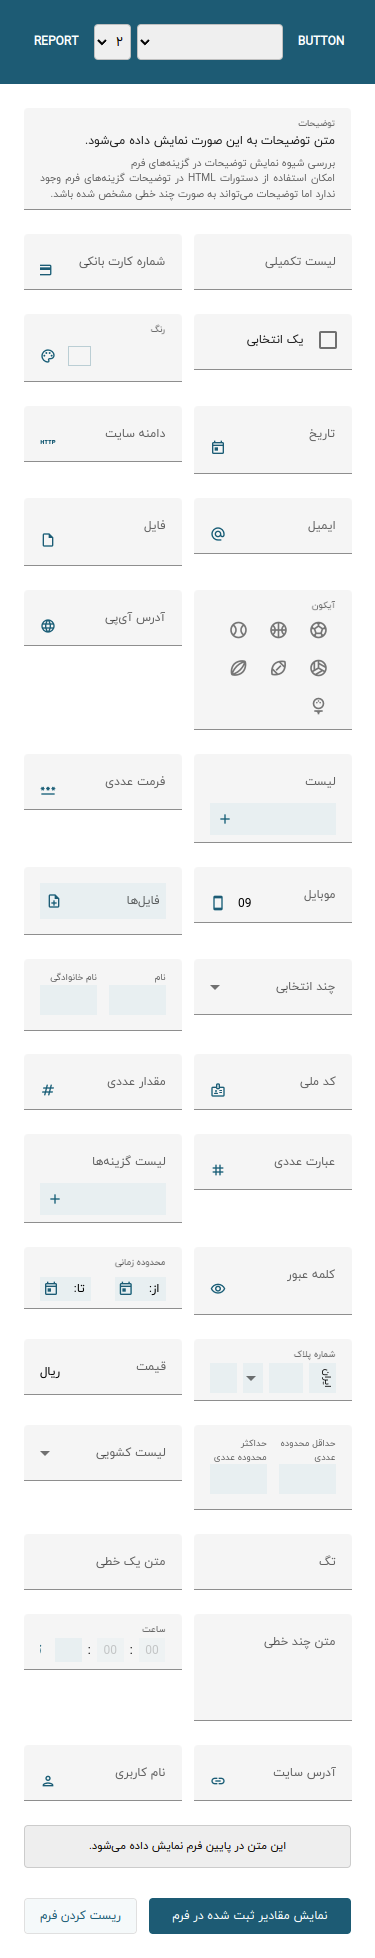 BUTTON
۲
REPORT
توضیحات
متن توضیحات به این صورت نمایش داده می‌شود.
بررسی شیوه نمایش توضیحات در گزینه‌های فرم
امکان استفاده از دستورات HTML در توضیحات گزینه‌های فرم وجود
ندارد اما توضیحات می‌تواند به صورت چند خطی مشخص شده باشد.
لیست تکمیلی
شماره کارت بانکی
یک انتخابی
رنگ
تاریخ
دامنه سایت
HTTP
ایمیل
فایل
آیکون
آدرس آی‌پی
لیست
+
فرمت عددی
موبایل
09
فایل‌ها
چند انتخابی
نام
نام خانوادگی
کد ملی
مقدار عددی
#
عبارت عددی
لیست گزینه‌ها
+
کلمه عبور
محدوده زمانی
از:
تا:
شماره پلاک
ایران
قیمت
ریال
حداقل محدوده
عددی
حداکثر
محدوده عددی
لیست کشویی
تگ
متن یک خطی
متن چند خطی
ساعت
00 : 00 :
آدرس سایت
نام کاربری
این متن در پایین فرم نمایش داده می‌شود.
نمایش مقادیر ثبت شده در فرم
ریست کردن فرم